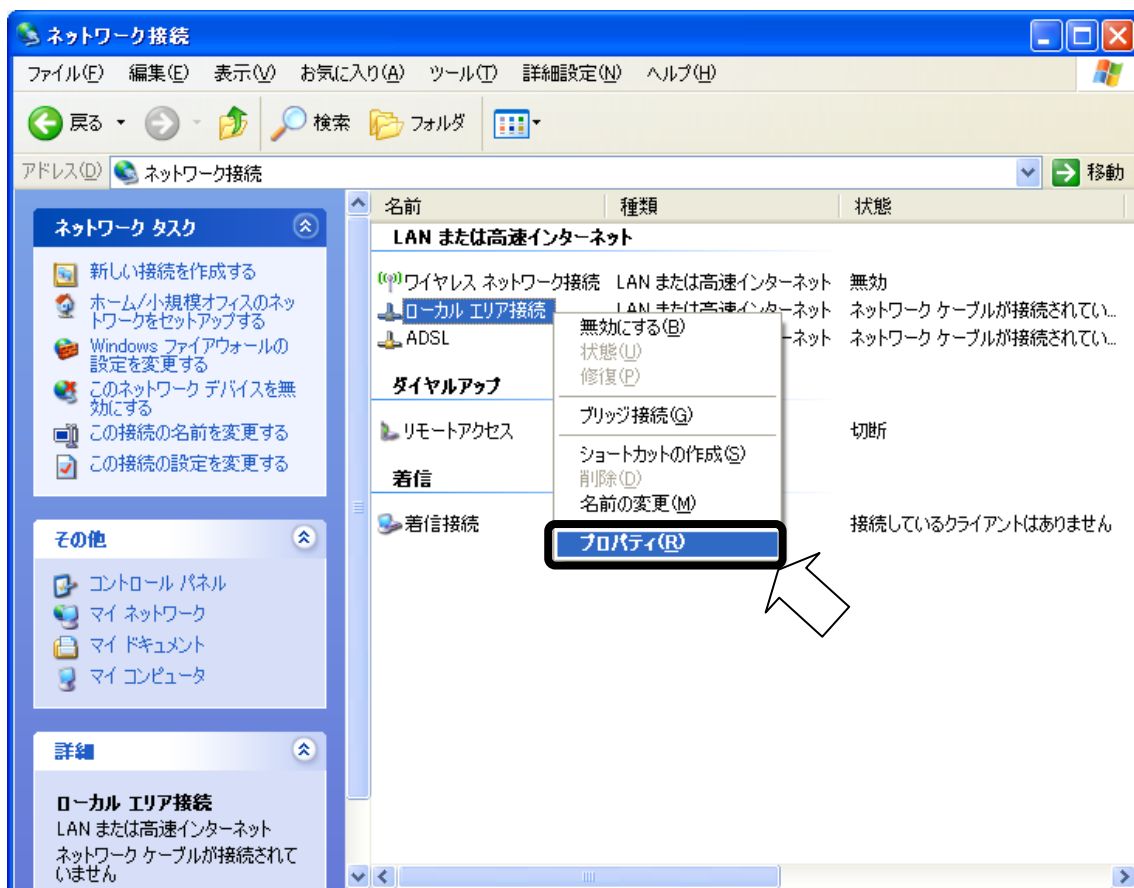 ネットワーク接続
ファイル(F) 編集(E) 表示(V) お気に入り(A) ツール(T) 詳細設定(N) ヘルプ(H)
戻る 検索 フォルダ
アドレス(D) ネットワーク接続 移動
ネットワーク タスク
新しい接続を作成する
ホーム/小規模オフィスのネッ
トワークをセットアップする
Windows ファイアウォールの
設定を変更する
このネットワーク デバイスを無
効にする
この接続の名前を変更する
この接続の設定を変更する
その他
コントロール パネル
マイ ネットワーク
マイ ドキュメント
マイ コンピュータ
詳細
ローカル エリア接続
LAN または高速インターネット
ネットワーク ケーブルが接続されて
いません
名前 種類 状態
LAN または高速インターネット
ワイヤレス ネットワーク接続 LAN または高速インターネット 無効
ローカル エリア接続 LAN または高速インターネット ネットワーク ケーブルが接続されてい...
ADSL ーネット ネットワーク ケーブルが接続されてい...
ダイヤルアップ
リモートアクセス 切断
着信
着信接続 接続しているクライアントはありません
無効にする(B)
状態(U)
修復(P)
ブリッジ接続(G)
ショートカットの作成(S)
削除(D)
名前の変更(M)
プロパティ(R)